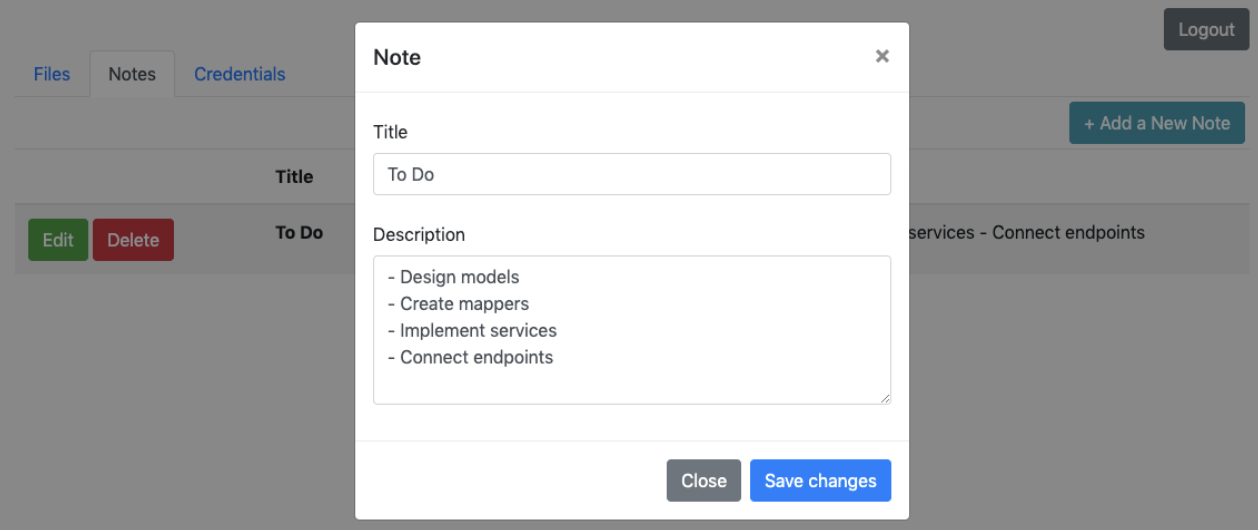 Logout
Files Notes Credentials
+ Add a New Note
Title
Edit Delete To Do services - Connect endpoints
Note ×
Title
To Do
Description
- Design models
- Create mappers
- Implement services
- Connect endpoints
Close Save changes